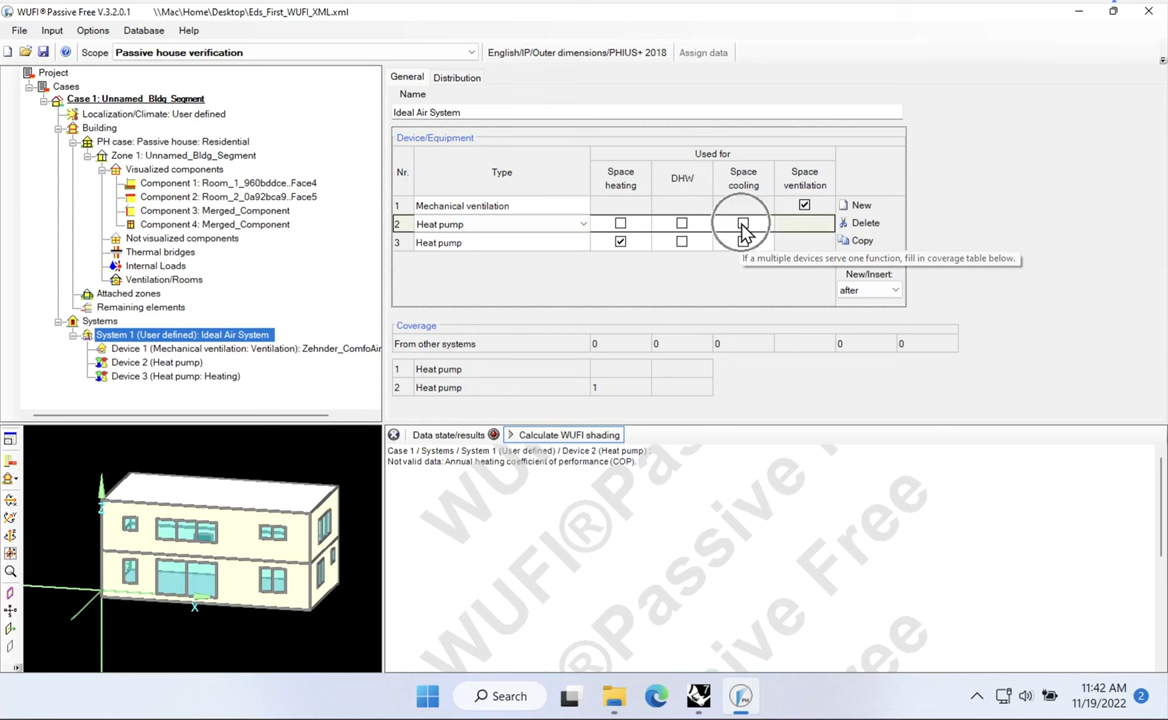 WUFI®Passive Free V.3.2.0.1 \\Mac\Home\Desktop\Eds_First_WUFI_XML.xml
File Input Options Database Help
Scope Passive house verification English/IP/Outer dimensions/PHIUS+ 2018 Assign data
Project
Cases
Case 1: Unnamed_Bldg_Segment
Localization/Climate: User defined
Building
PH case: Passive house: Residential
Zone 1: Unnamed_Bldg_Segment
Visualized components
Component 1: Room_1_960bddce..Face4
Component 2: Room_2_0a92bca9..Face5
Component 3: Merged_Component
Component 4: Merged_Component
Not visualized components
Thermal bridges
Internal Loads
Ventilation/Rooms
Attached zones
Remaining elements
Systems
System 1 (User defined): Ideal Air System
Device 1 (Mechanical ventilation: Ventilation): Zehnder_ComfoAir
Device 2 (Heat pump)
Device 3 (Heat pump: Heating)
General Distribution
Name
Ideal Air System
Device/Equipment
Used for
Nr. Type Space heating DHW Space cooling Space ventilation
1 Mechanical ventilation New
2 Heat pump Delete
3 Heat pump Copy
If a multiple devices serve one function, fill in coverage table below.
New/Insert:
after
Coverage
From other systems 0 0 0 0 0
1 Heat pump
2 Heat pump 1
Data state/results Calculate WUFI shading
Case 1 / Systems / System 1 (User defined) / Device 2 (Heat pump) :
Not valid data: Annual heating coefficient of performance (COP).
WUFI®Passive Free
WUFI®Passive Free
Z
X
Search
11:42 AM
11/19/2022
2